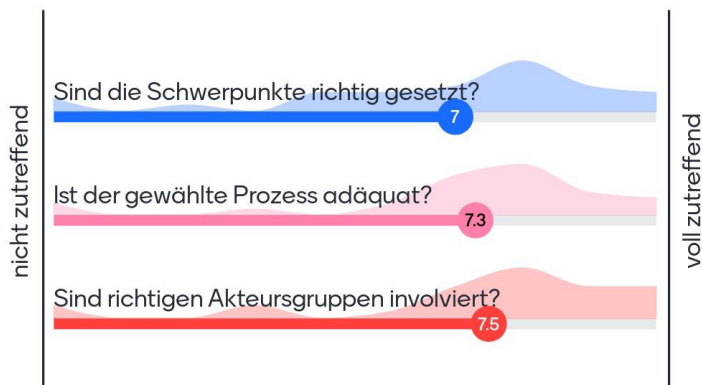 nicht zutreffend
Sind die Schwerpunkte richtig gesetzt?
7
Ist der gewählte Prozess adäquat?
7.3
Sind richtigen Akteursgruppen involviert?
7.5
voll zutreffend